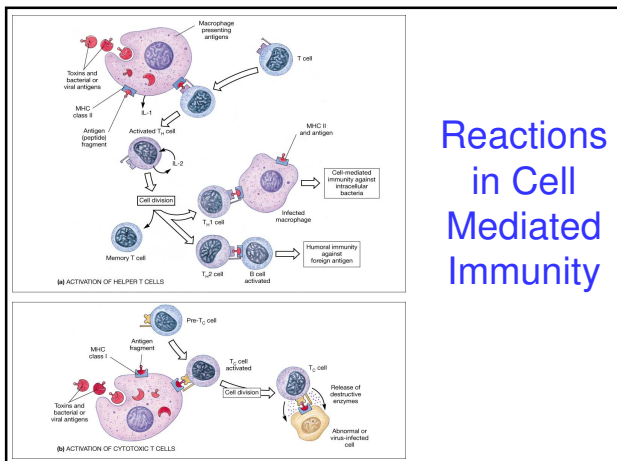 Macrophage
presenting
antigens
T cell
Toxins and
bacterial or
viral antigens
MHC
class II
IL-1
Antigen
(peptide)
fragment
Activated TH cell
IL-2
MHC II
and antigen
Cell-mediated
immunity against
intracellular
bacteria
Cell division
Infected
macrophage
TH1 cell
Memory T cell
Humoral immunity
against
foreign antigen
TH2 cell
B cell
activated
(a) ACTIVATION OF HELPER T CELLS
Reactions
in Cell
Mediated
Immunity
Pre-TC cell
Antigen
fragment
MHC
class I
TC cell
activated
TC cell
Cell division
Release of
destructive
enzymes
Toxins and
bacterial or
viral antigens
Abnormal or
virus-infected
cell
(b) ACTIVATION OF CYTOTOXIC T CELLS